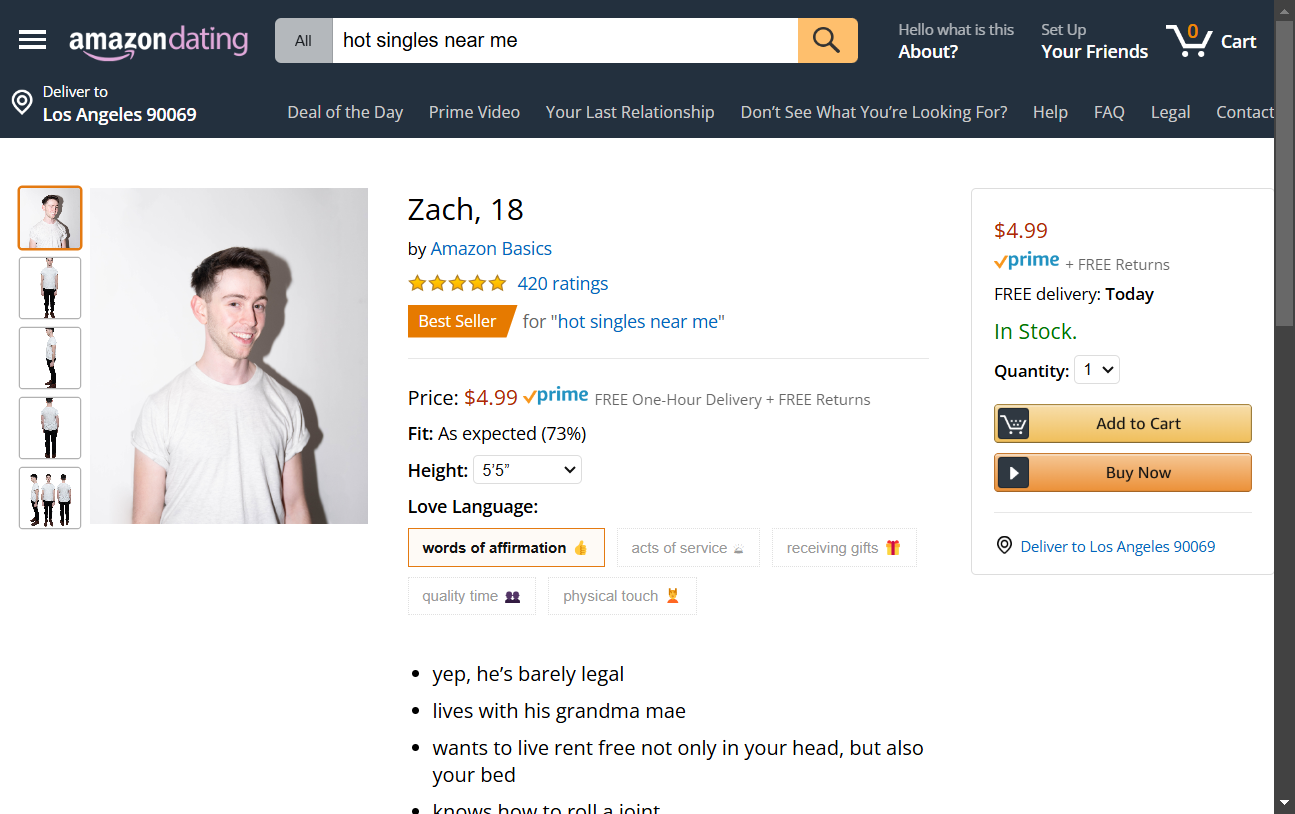 amazondating
All
hot singles near me
Hello what is this
About?
Set Up
Your Friends
0
Cart
Deliver to
Los Angeles 90069
Deal of the Day
Prime Video
Your Last Relationship
Don’t See What You’re Looking For?
Help
FAQ
Legal
Contact
Zach, 18
by Amazon Basics
420 ratings
Best Seller for "hot singles near me"
Price: $4.99 prime FREE One-Hour Delivery + FREE Returns
Fit: As expected (73%)
Height: 5’5”
Love Language:
words of affirmation 👍
acts of service
receiving gifts 🎁
quality time 👥
physical touch
yep, he’s barely legal
lives with his grandma mae
wants to live rent free not only in your head, but also
your bed
knows how to roll a joint
$4.99
prime + FREE Returns
FREE delivery: Today
In Stock.
Quantity: 1
Add to Cart
Buy Now
Deliver to Los Angeles 90069